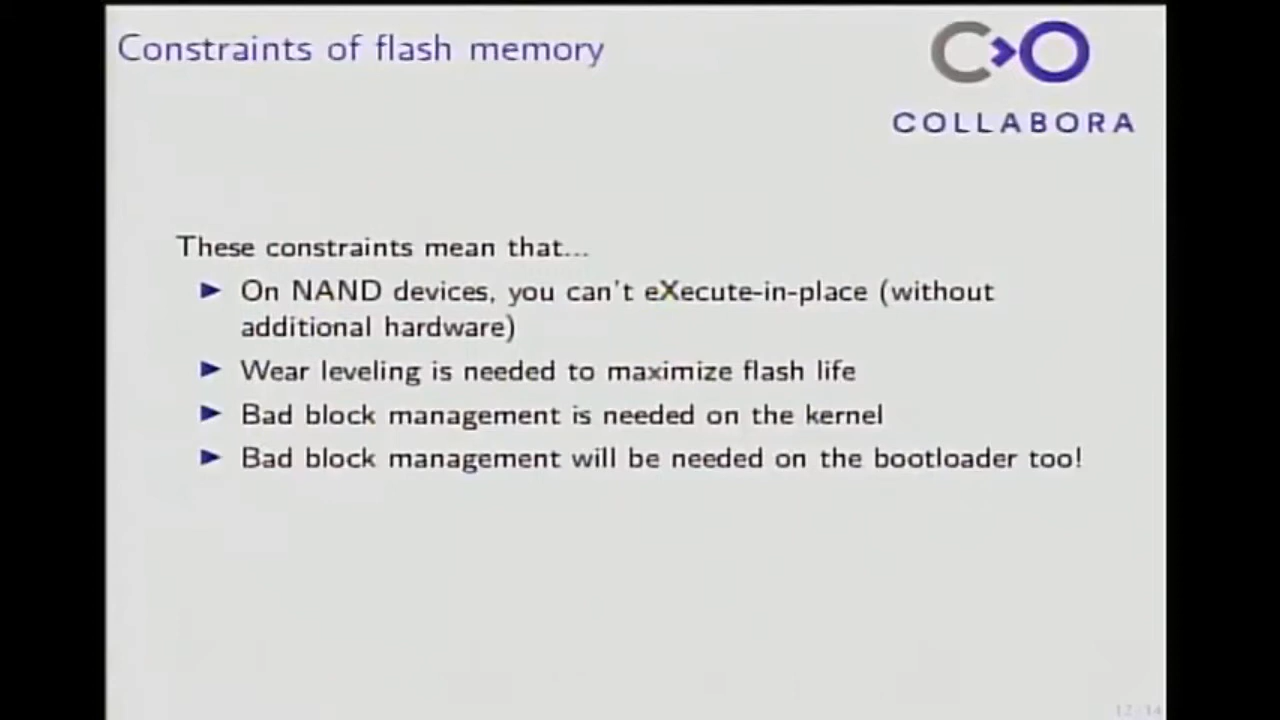 Constraints of flash memory
COLLABORA
These constraints mean that...
On NAND devices, you can't eXecute-in-place (without
additional hardware)
Wear leveling is needed to maximize flash life
Bad block management is needed on the kernel
Bad block management will be needed on the bootloader too!